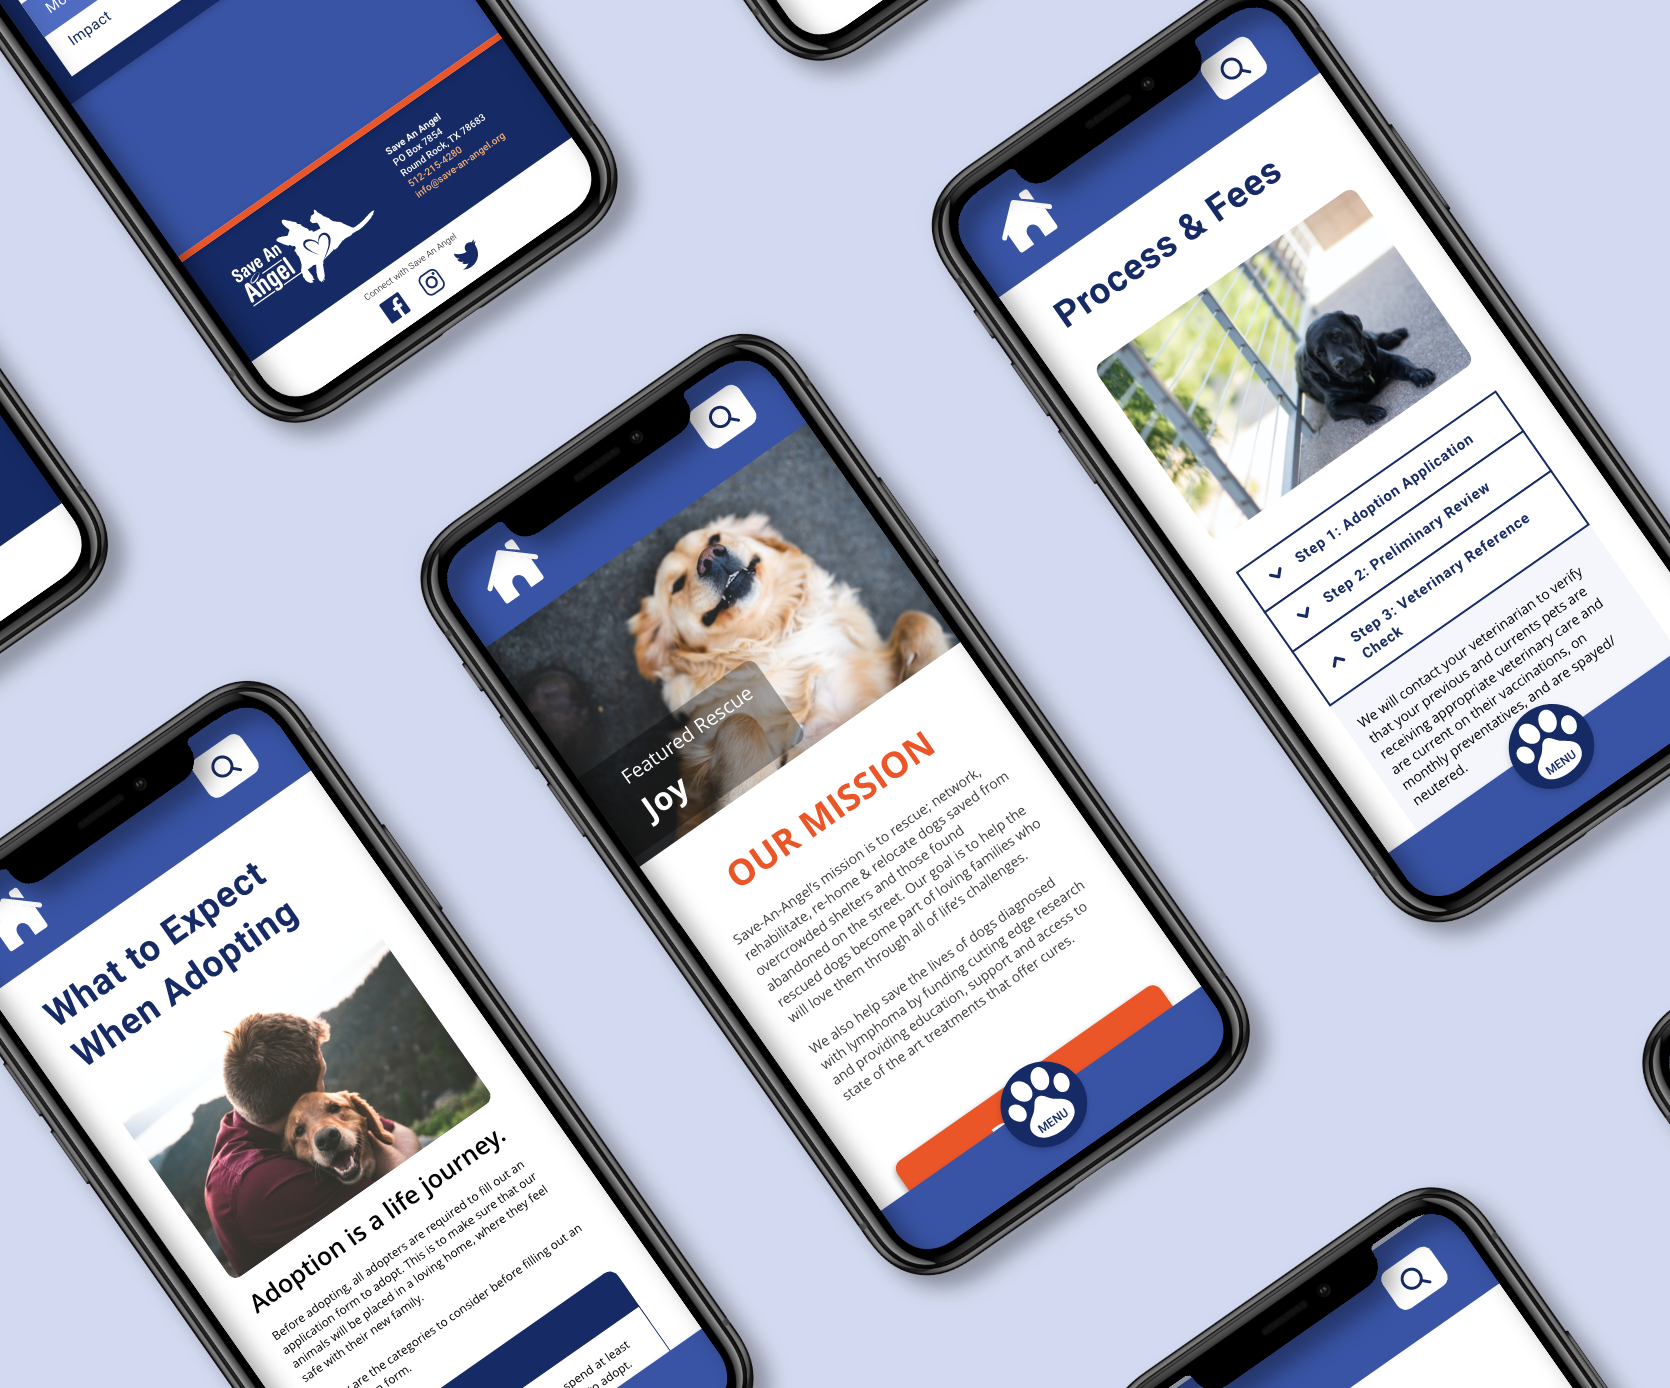 Impact
Save An Angel
PO Box 7854
Round Rock, TX 78683
512-215-4280
info@save-an-angel.org
Save An
Angel
Connect with Save An Angel
Process & Fees
Step 1: Adoption Application
Step 2: Preliminary Review
Step 3: Veterinary Reference
Check
We will contact your veterinarian to verify
that your previous and currents pets are
receiving appropriate veterinary care and
are current on their vaccinations, on
monthly preventatives, and are spayed/
neutered.
MENU
Featured Rescue
Joy
OUR MISSION
Save-An-Angel's mission is to rescue; network,
rehabilitate, re-home & relocate dogs saved from
overcrowded shelters and those found
abandoned on the street. Our goal is to help the
rescued dogs become part of loving families who
will love them through all of life's challenges.
We also help save the lives of dogs diagnosed
with lymphoma by funding cutting edge research
and providing education, support and access to
state of the art treatments that offer cures.
MENU
What to Expect
When Adopting
Adoption is a life journey.
Before adopting, all adopters are required to fill out an
application form to adopt. This is to make sure that our
animals will be placed in a loving home, where they feel
safe with their new family.
are the categories to consider before filling out an
form.
spend at least
to adopt.